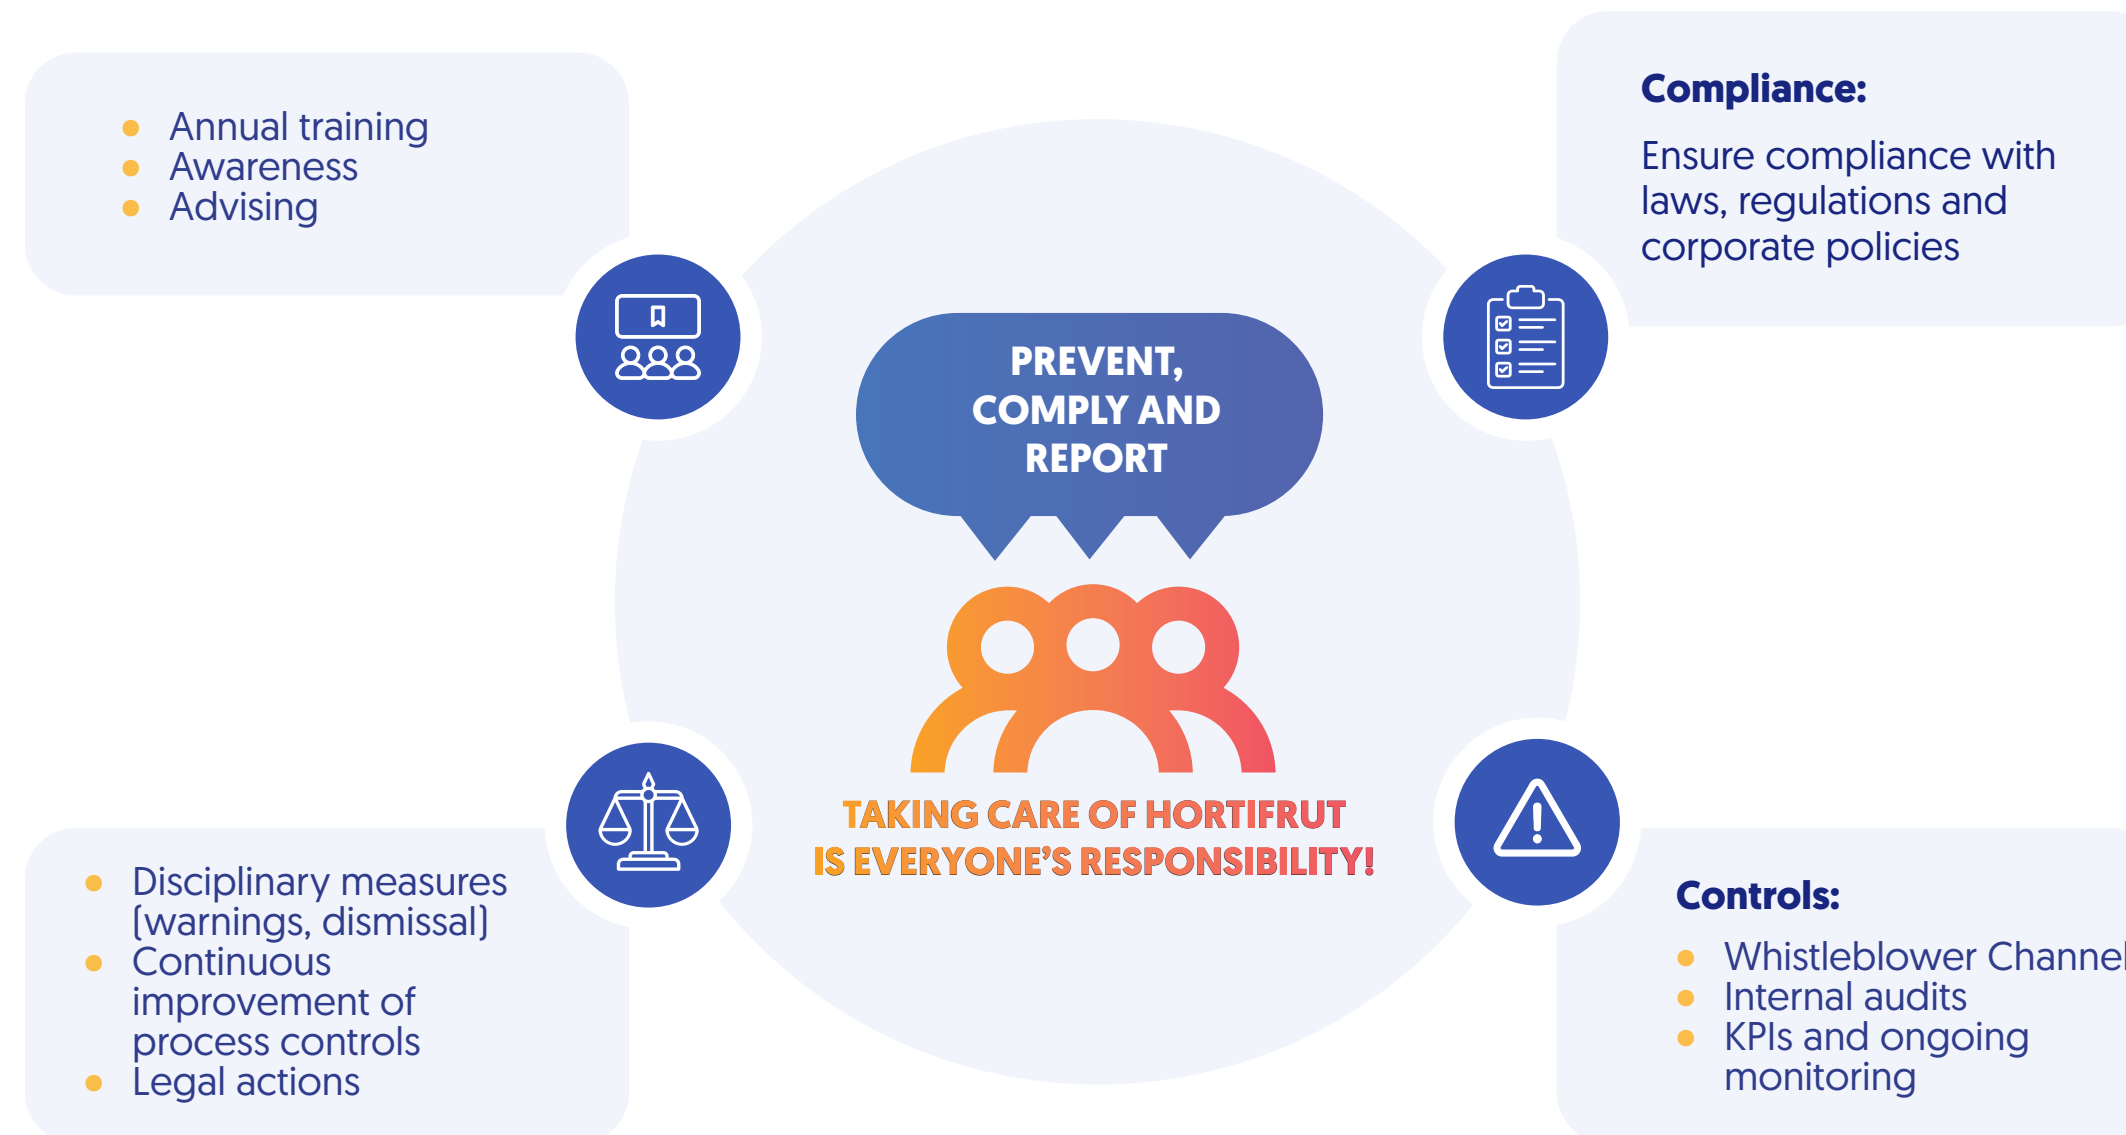 Annual training
Awareness
Advising
Compliance:
Ensure compliance with
laws, regulations and
corporate policies
PREVENT,
COMPLY AND
REPORT
TAKING CARE OF HORTIFRUT
IS EVERYONE'S RESPONSIBILITY!
Disciplinary measures
(warnings, dismissal)
Continuous
improvement of
process controls
Legal actions
Controls:
Whistleblower Channel
Internal audits
KPIs and ongoing
monitoring